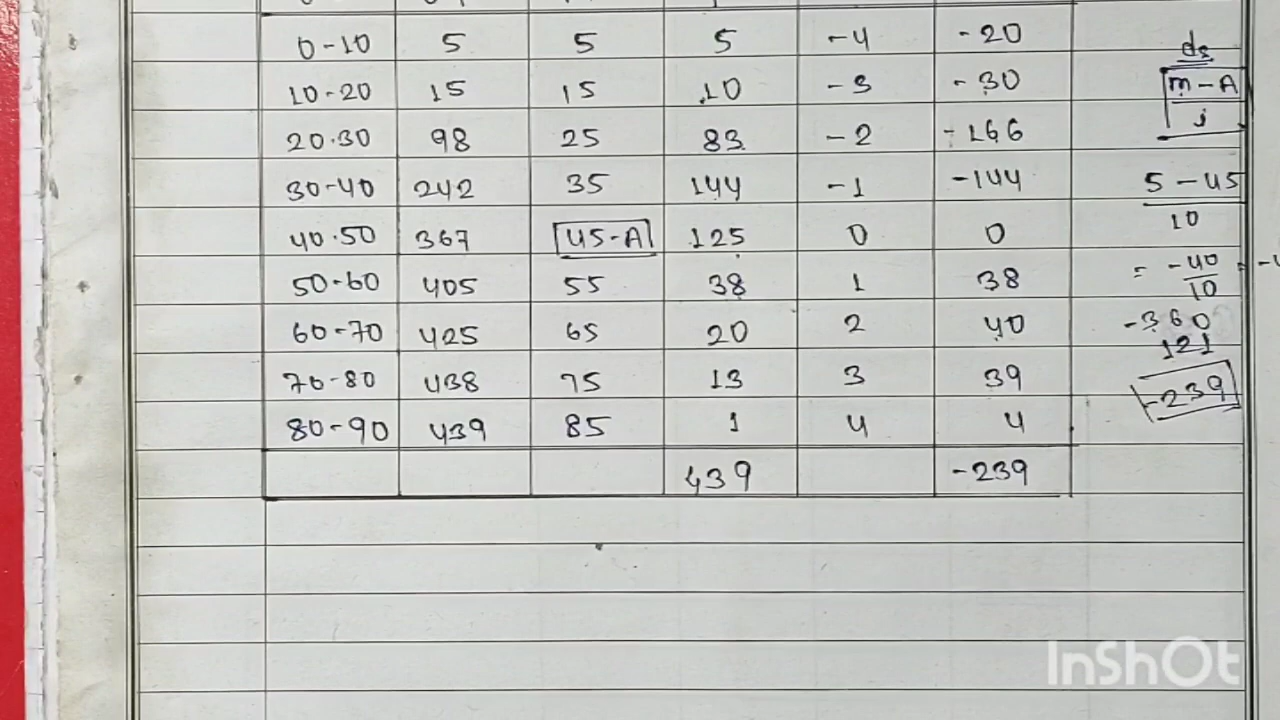 0-10 5 5 5 -4 -20
10-20 15 15 10 -3 -30
20-30 98 25 83 -2 -166
30-40 242 35 144 -1 -144
40-50 367 45-A 125 0 0
50-60 405 55 38 1 38
60-70 425 65 20 2 40
70-80 438 75 13 3 39
80-90 439 85 1 4 4
439 -239
ds
m-A
i
5-45
10
= -40
10
-360
121
-239
InShOt